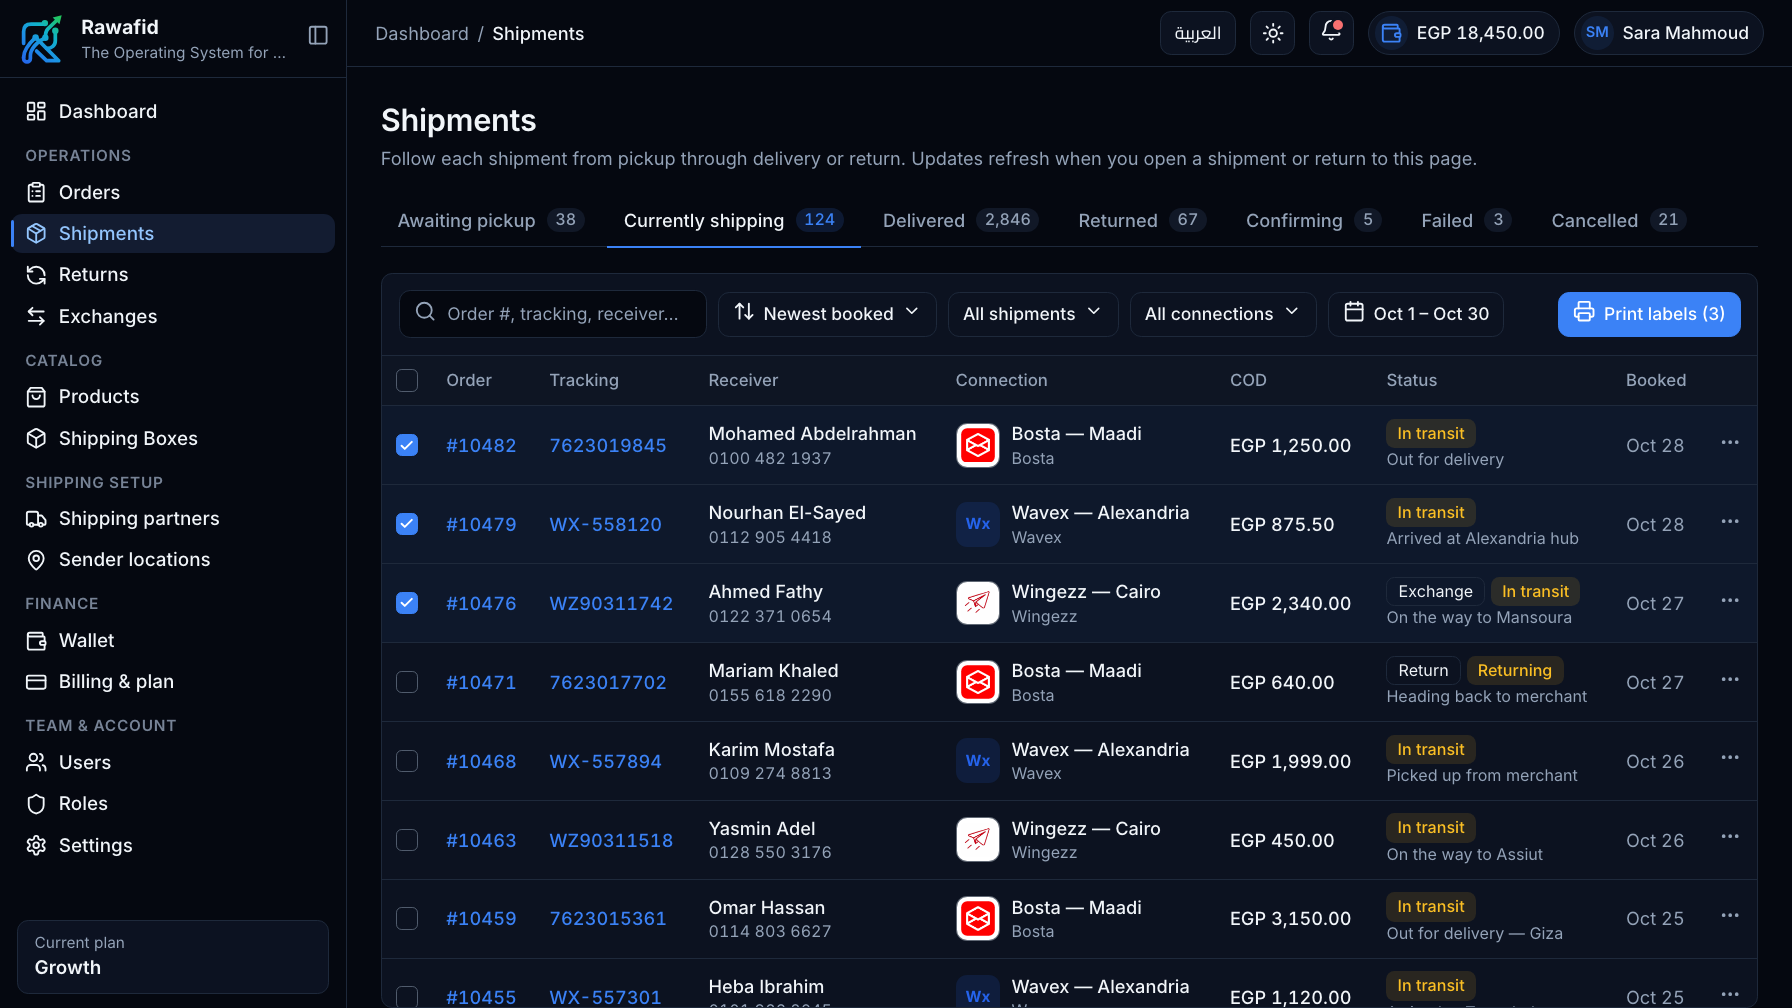 Rawafid
The Operating System for ...
Dashboard / Shipments
العربية
EGP 18,450.00
SM Sara Mahmoud
Dashboard
OPERATIONS
Orders
Shipments
Returns
Exchanges
CATALOG
Products
Shipping Boxes
SHIPPING SETUP
Shipping partners
Sender locations
FINANCE
Wallet
Billing & plan
TEAM & ACCOUNT
Users
Roles
Settings
Current plan
Growth
Shipments
Follow each shipment from pickup through delivery or return. Updates refresh when you open a shipment or return to this page.
Awaiting pickup 38 Currently shipping 124 Delivered 2,846 Returned 67 Confirming 5 Failed 3 Cancelled 21
Order #, tracking, receiver... Newest booked All shipments All connections Oct 1 – Oct 30 Print labels (3)
Order Tracking Receiver Connection COD Status Booked
#10482 7623019845 Mohamed Abdelrahman Bosta — Maadi EGP 1,250.00 In transit Oct 28
0100 482 1937 Bosta Out for delivery
#10479 WX-558120 Nourhan El-Sayed Wx Wavex — Alexandria EGP 875.50 In transit Oct 28
0112 905 4418 Wavex Arrived at Alexandria hub
#10476 WZ90311742 Ahmed Fathy Wingezz — Cairo EGP 2,340.00 Exchange In transit Oct 27
0122 371 0654 Wingezz On the way to Mansoura
#10471 7623017702 Mariam Khaled Bosta — Maadi EGP 640.00 Return Returning Oct 27
0155 618 2290 Bosta Heading back to merchant
#10468 WX-557894 Karim Mostafa Wx Wavex — Alexandria EGP 1,999.00 In transit Oct 26
0109 274 8813 Wavex Picked up from merchant
#10463 WZ90311518 Yasmin Adel Wingezz — Cairo EGP 450.00 In transit Oct 26
0128 550 3176 Wingezz On the way to Assiut
#10459 7623015361 Omar Hassan Bosta — Maadi EGP 3,150.00 In transit Oct 25
0114 803 6627 Bosta Out for delivery — Giza
#10455 WX-557301 Heba Ibrahim Wx Wavex — Alexandria EGP 1,120.00 In transit Oct 25